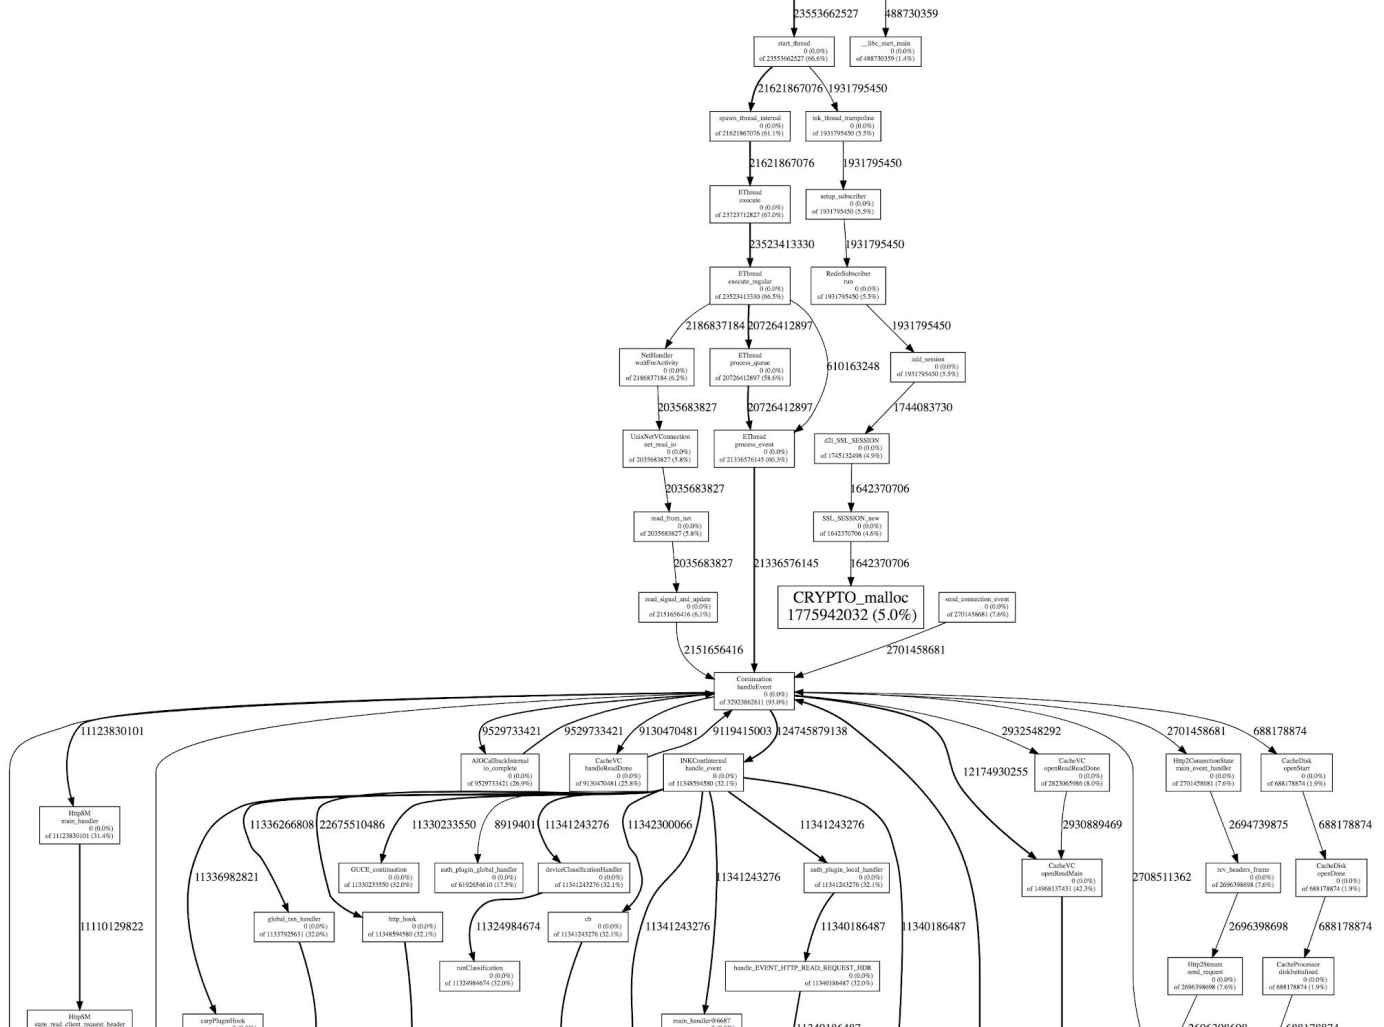 23553662527
488730359
start_thread
0 (0.0%)
of 23553662527 (66.6%)
__libc_start_main
0 (0.0%)
of 488730359 (1.4%)
21621867076
1931795450
spawn_thread_internal
0 (0.0%)
of 21621867076 (61.1%)
ink_thread_trampoline
0 (0.0%)
of 1931795450 (5.5%)
21621867076
1931795450
EThread
execute
0 (0.0%)
of 23723712827 (67.0%)
setup_subscriber
0 (0.0%)
of 1931795450 (5.5%)
23523413330
1931795450
EThread
execute_regular
0 (0.0%)
of 23523413330 (66.5%)
RedisSubscriber
run
0 (0.0%)
of 1931795450 (5.5%)
2186837184
20726412897
610163248
1931795450
NetHandler
waitForActivity
0 (0.0%)
of 2186837184 (6.2%)
EThread
process_queue
0 (0.0%)
of 20726412897 (58.6%)
add_session
0 (0.0%)
of 1931795450 (5.5%)
2035683827
20726412897
1744083730
UnixNetVConnection
net_read_io
0 (0.0%)
of 2035683827 (5.8%)
EThread
process_event
0 (0.0%)
of 21336576145 (60.3%)
d2i_SSL_SESSION
0 (0.0%)
of 1745132498 (4.9%)
2035683827
1642370706
read_from_net
0 (0.0%)
of 2035683827 (5.8%)
SSL_SESSION_new
0 (0.0%)
of 1642370706 (4.6%)
2035683827
21336576145
1642370706
read_signal_and_update
0 (0.0%)
of 2151656416 (6.1%)
CRYPTO_malloc
1775942032 (5.0%)
send_connection_event
0 (0.0%)
of 2701458681 (7.6%)
2151656416
2701458681
Continuation
handleEvent
0 (0.0%)
of 32923862611 (93.0%)
11123830101
9529733421
9529733421
9130470481
9119415003
124745879138
2932548292
2701458681
688178874
AIOCallbackInternal
io_complete
0 (0.0%)
of 9529733421 (26.9%)
CacheVC
handleReadDone
0 (0.0%)
of 9130470481 (25.8%)
INKContInternal
handle_event
0 (0.0%)
of 11348594580 (32.1%)
12174930255
CacheVC
openReadReadDone
0 (0.0%)
of 2823065986 (8.0%)
Http2ConnectionState
main_event_handler
0 (0.0%)
of 2701458681 (7.6%)
CacheDisk
openStart
0 (0.0%)
of 688178874 (1.9%)
HttpSM
main_handler
0 (0.0%)
of 11123830101 (31.4%)
11336266808
22675510486
11330233550
8919401
11341243276
11342300066
11341243276
2930889469
2694739875
688178874
11336982821
GUCE_continuation
0 (0.0%)
of 11330233550 (32.0%)
auth_plugin_global_handler
0 (0.0%)
of 6192654610 (17.5%)
deviceClassificationHandler
0 (0.0%)
of 11341243276 (32.1%)
11341243276
auth_plugin_local_handler
0 (0.0%)
of 11341243276 (32.1%)
CacheVC
openReadMain
0 (0.0%)
of 14968137431 (42.3%)
2708511362
rcv_headers_frame
0 (0.0%)
of 2696398698 (7.6%)
CacheDisk
openDone
0 (0.0%)
of 688178874 (1.9%)
11110129822
global_txn_handler
0 (0.0%)
of 11337925631 (32.0%)
http_hook
0 (0.0%)
of 11348594580 (32.1%)
11324984674
cb
0 (0.0%)
of 11341243276 (32.1%)
11341243276
11340186487
11340186487
2696398698
688178874
runClassification
0 (0.0%)
of 11324984674 (32.0%)
handle_EVENT_HTTP_READ_REQUEST_HDR
0 (0.0%)
of 11340186487 (32.0%)
Http2Stream
send_request
0 (0.0%)
of 2696398698 (7.6%)
CacheProcessor
diskInitialized
0 (0.0%)
of 688178874 (1.9%)
HttpSM
state_read_client_request_header
carpPluginHook
0 (0.0%)
main_handler@6687
0 (0.0%)
11340186487
2696398698
688178874